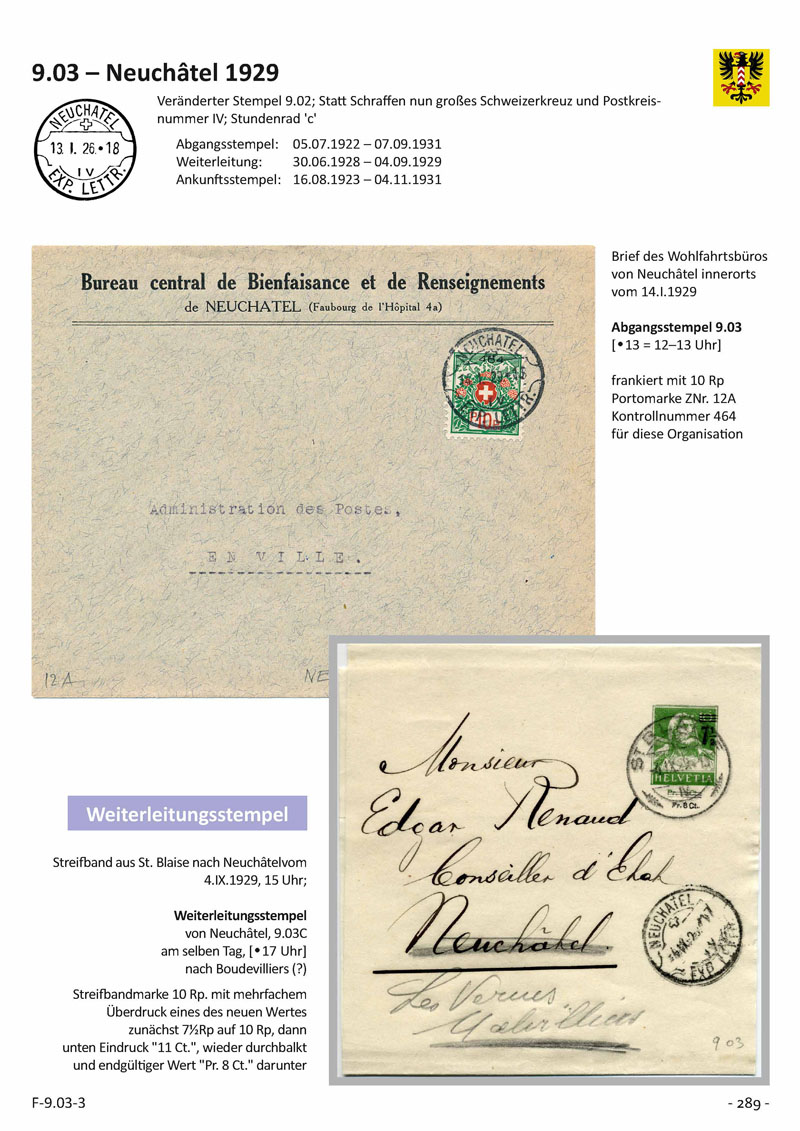 9.03 – Neuchâtel 1929
NEUCHATEL
13. I. 26.•18
IV
EXP. LETTR.
Veränderter Stempel 9.02; Statt Schraffen nun großes Schweizerkreuz und Postkreis-
nummer IV; Stundenrad 'c'
Abgangsstempel: 05.07.1922 – 07.09.1931
Weiterleitung: 30.06.1928 – 04.09.1929
Ankunftsstempel: 16.08.1923 – 04.11.1931
Bureau central de Bienfaisance et de Renseignements
de NEUCHATEL (Faubourg de l'Hôpital 4a)
NEUCHATEL
464
10
Administration des Postes,
EN VILLE.
12A
NE
Brief des Wohlfahrtsbüros
von Neuchâtel innerorts
vom 14.I.1929
Abgangsstempel 9.03
[•13 = 12–13 Uhr]
frankiert mit 10 Rp
Portomarke ZNr. 12A
Kontrollnummer 464
für diese Organisation
HELVETIA
Pr. 8 Ct.
Monsieur
Edgar Renaud
Conseiller d'Etat
Neuchâtel.
NEUCHATEL
EXP. LETTR.
Les Vernes
9 03
Weiterleitungsstempel
Streifband aus St. Blaise nach Neuchâtelvom
4.IX.1929, 15 Uhr;
Weiterleitungsstempel
von Neuchâtel, 9.03C
am selben Tag, [•17 Uhr]
nach Boudevilliers (?)
Streifbandmarke 10 Rp. mit mehrfachem
Überdruck eines des neuen Wertes
zunächst 7½Rp auf 10 Rp, dann
unten Eindruck "11 Ct.", wieder durchbalkt
und endgültiger Wert "Pr. 8 Ct." darunter
F-9.03-3
- 289 -